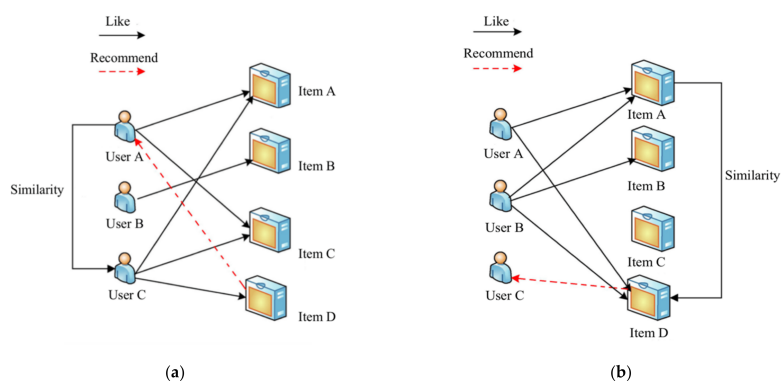 Like
Recommend
Item A
User A
Item B
Similarity
User B
Item C
User C
Item D
(a)
Like
Recommend
Item A
User A
Item B
Similarity
User B
Item C
User C
Item D
(b)